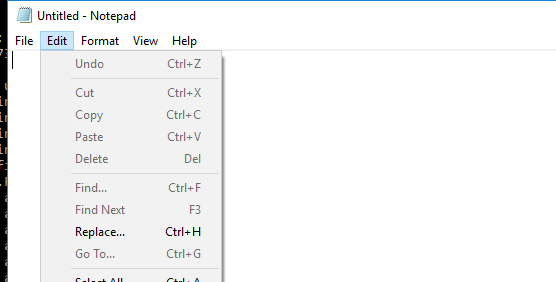 Untitled - Notepad
File Edit Format View Help
Undo Ctrl+Z
Cut Ctrl+X
Copy Ctrl+C
Paste Ctrl+V
Delete Del
Find... Ctrl+F
Find Next F3
Replace... Ctrl+H
Go To... Ctrl+G
Select All Ctrl+A